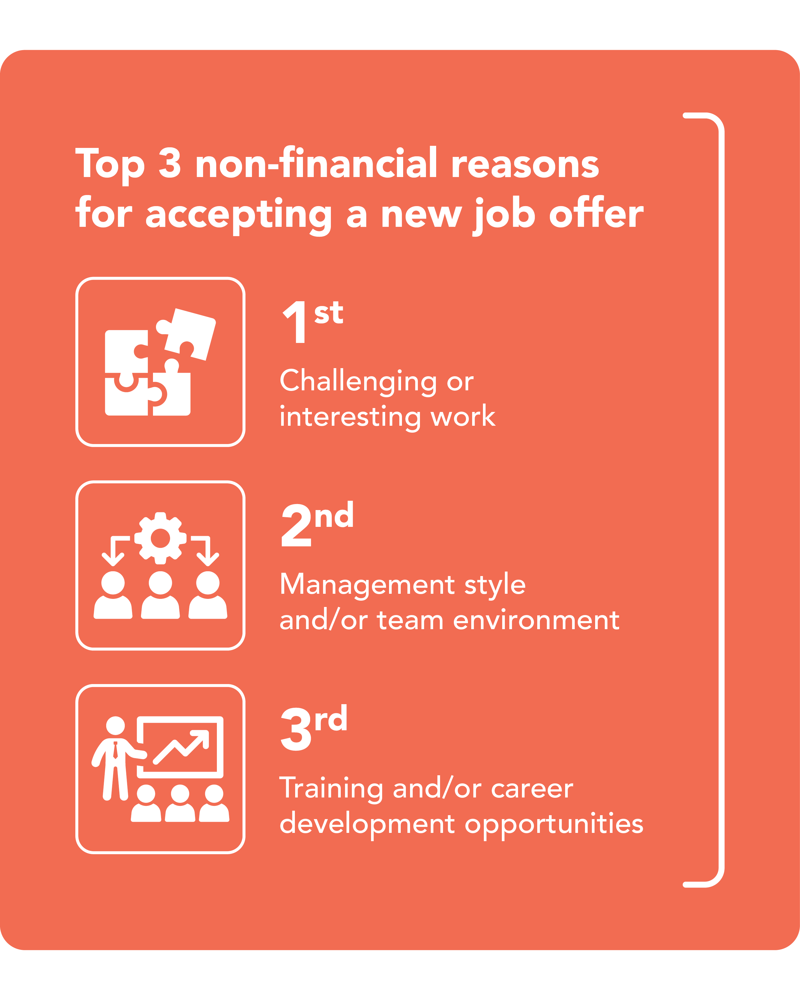 Top 3 non-financial reasons
for accepting a new job offer
1st
Challenging or
interesting work
2nd
Management style
and/or team environment
3rd
Training and/or career
development opportunities